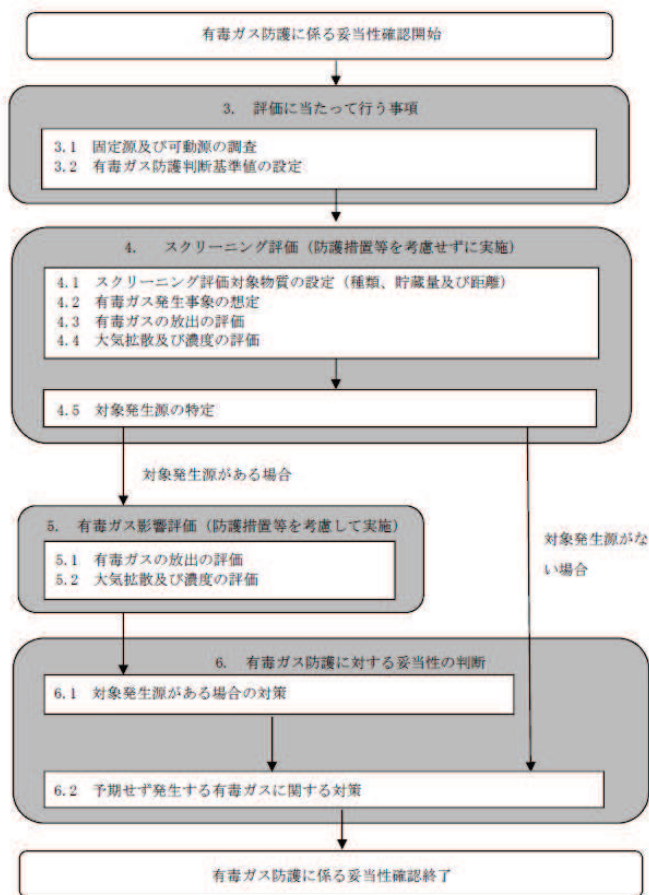 有毒ガス防護に係る妥当性確認開始
3. 評価に当たって行う事項
3.1 固定源及び可動源の調査
3.2 有毒ガス防護判断基準値の設定
4. スクリーニング評価（防護措置等を考慮せずに実施）
4.1 スクリーニング評価対象物質の設定（種類、貯蔵量及び距離）
4.2 有毒ガス発生事象の想定
4.3 有毒ガスの放出の評価
4.4 大気拡散及び濃度の評価
4.5 対象発生源の特定
対象発生源がある場合
5. 有毒ガス影響評価（防護措置等を考慮して実施）
5.1 有毒ガスの放出の評価
5.2 大気拡散及び濃度の評価
対象発生源がな
い場合
6. 有毒ガス防護に対する妥当性の判断
6.1 対象発生源がある場合の対策
6.2 予期せず発生する有毒ガスに関する対策
有毒ガス防護に係る妥当性確認終了